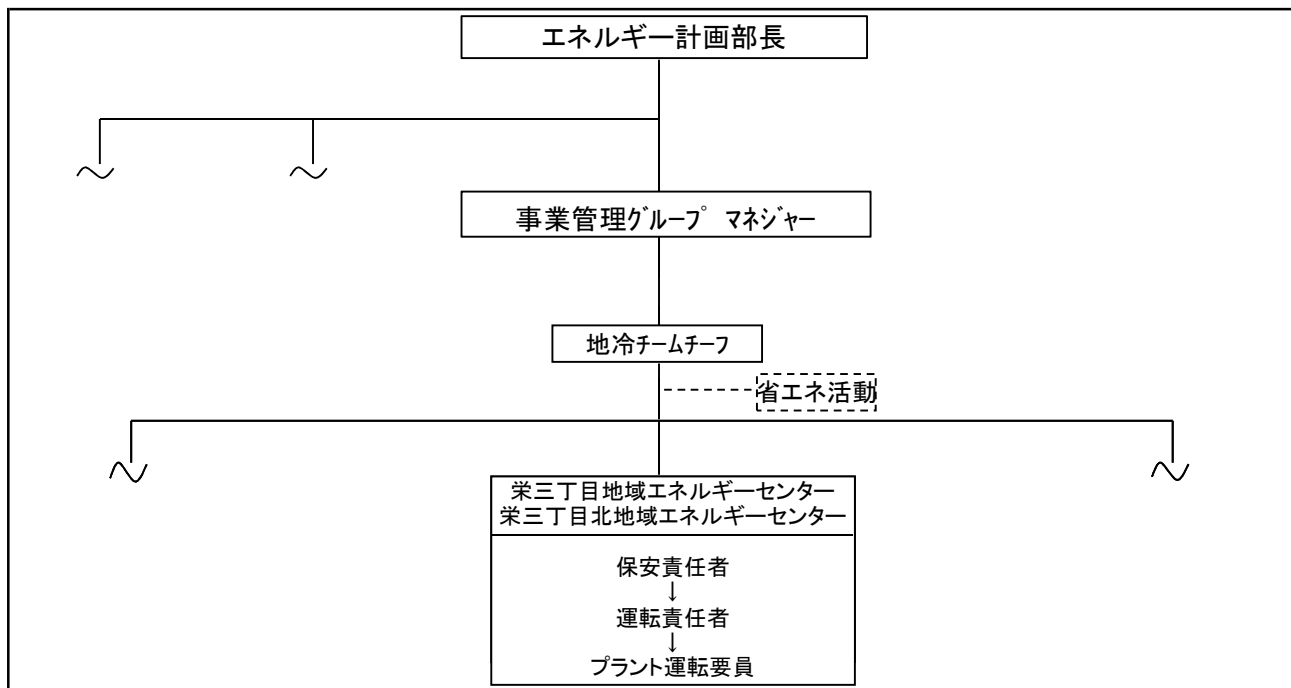 エネルギー計画部長
事業管理ｸﾞﾙｰﾌﾟ　ﾏﾈｼﾞｬｰ
地冷ﾁｰﾑﾁｰﾌ
省エネ活動
栄三丁目地域エネルギーセンター
栄三丁目北地域エネルギーセンター
保安責任者
↓
運転責任者
↓
プラント運転要員